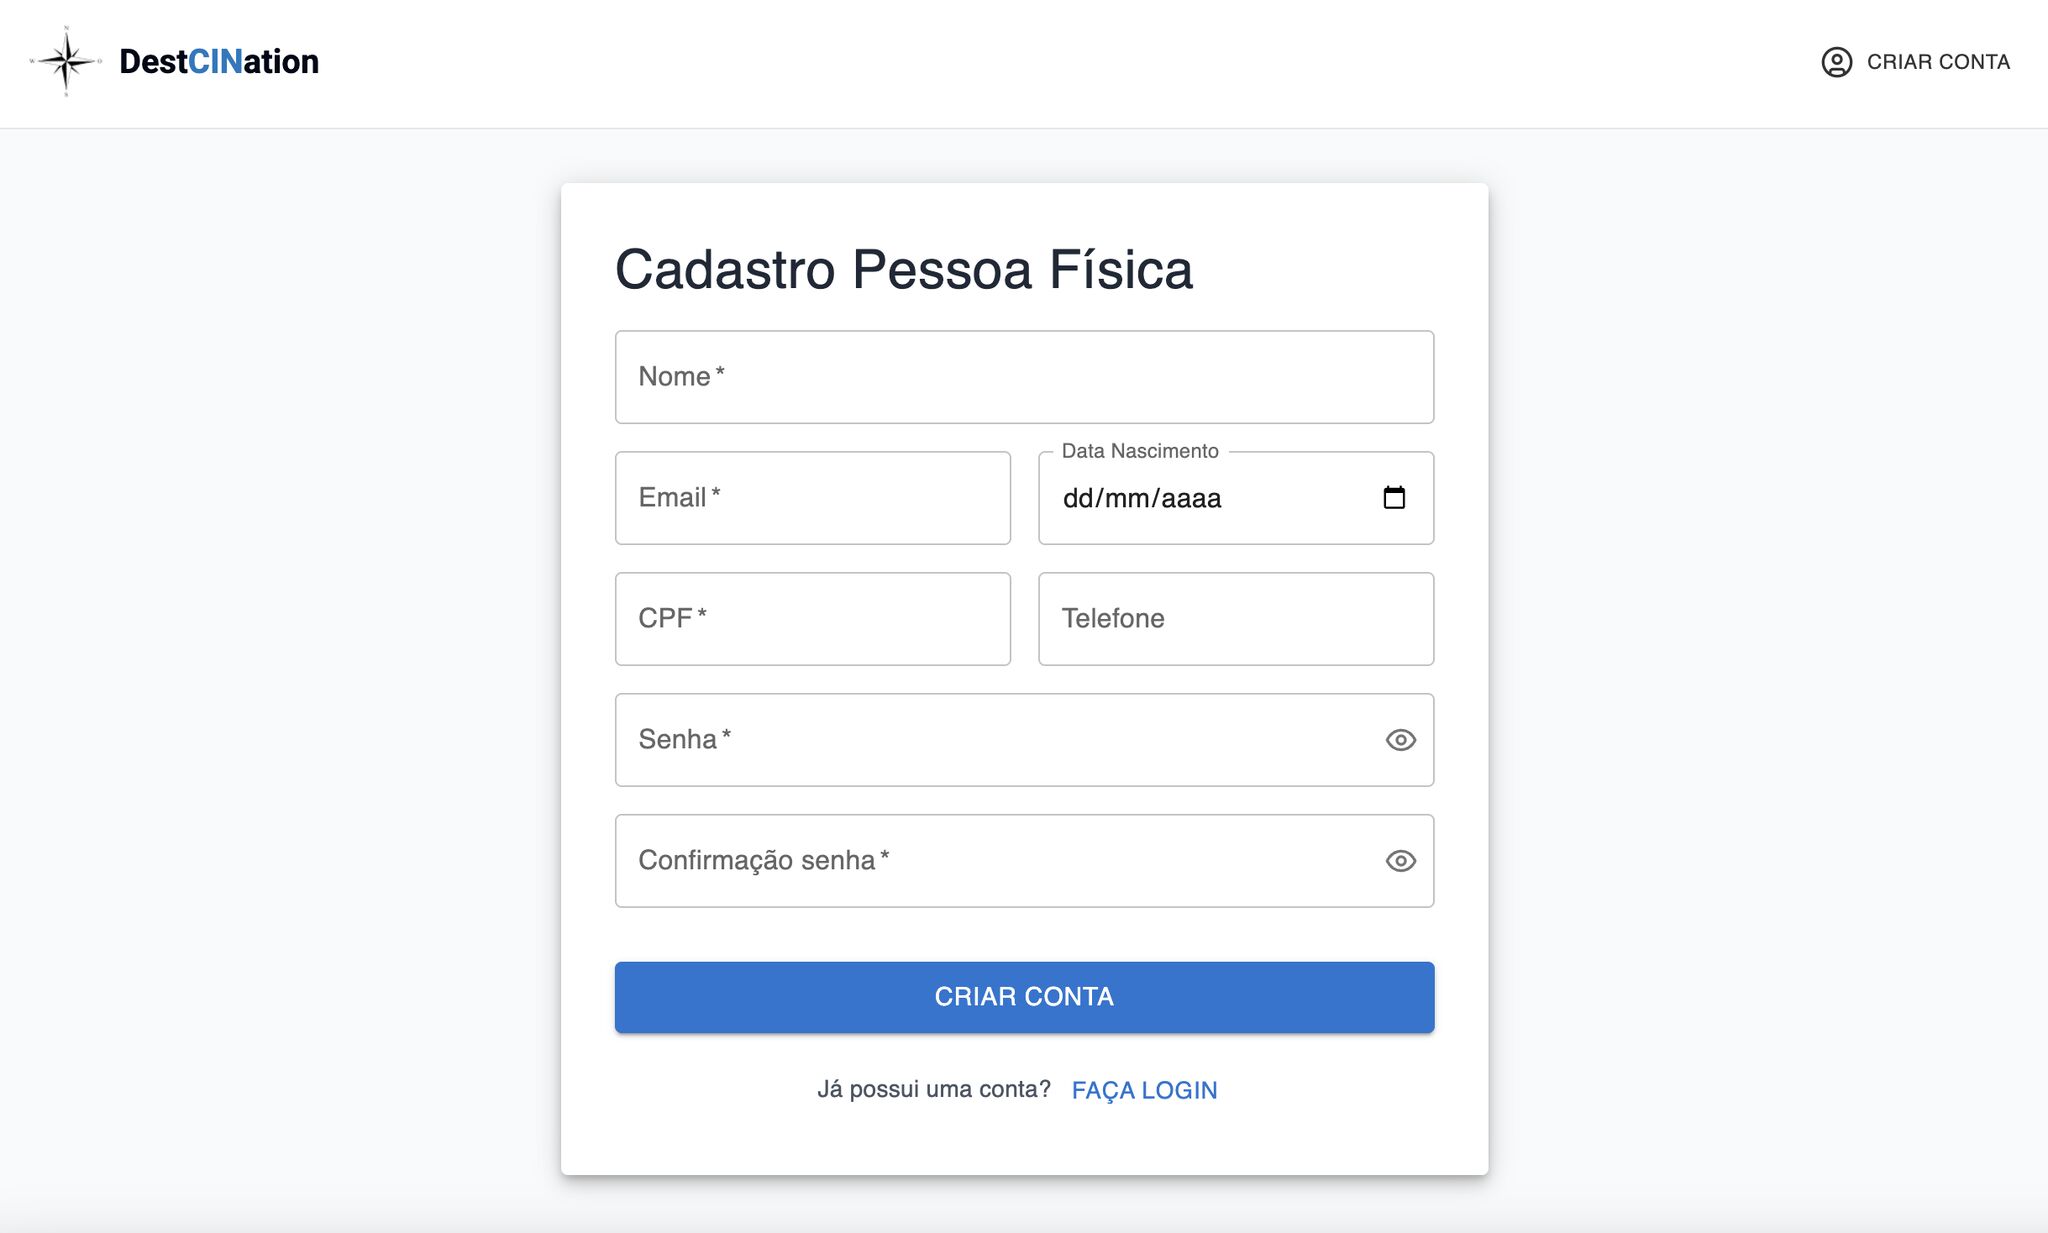 DestCINation
CRIAR CONTA
Cadastro Pessoa Física
Nome *
Data Nascimento
Email *
dd/mm/aaaa
CPF *
Telefone
Senha *
Confirmação senha *
CRIAR CONTA
Já possui uma conta? FAÇA LOGIN